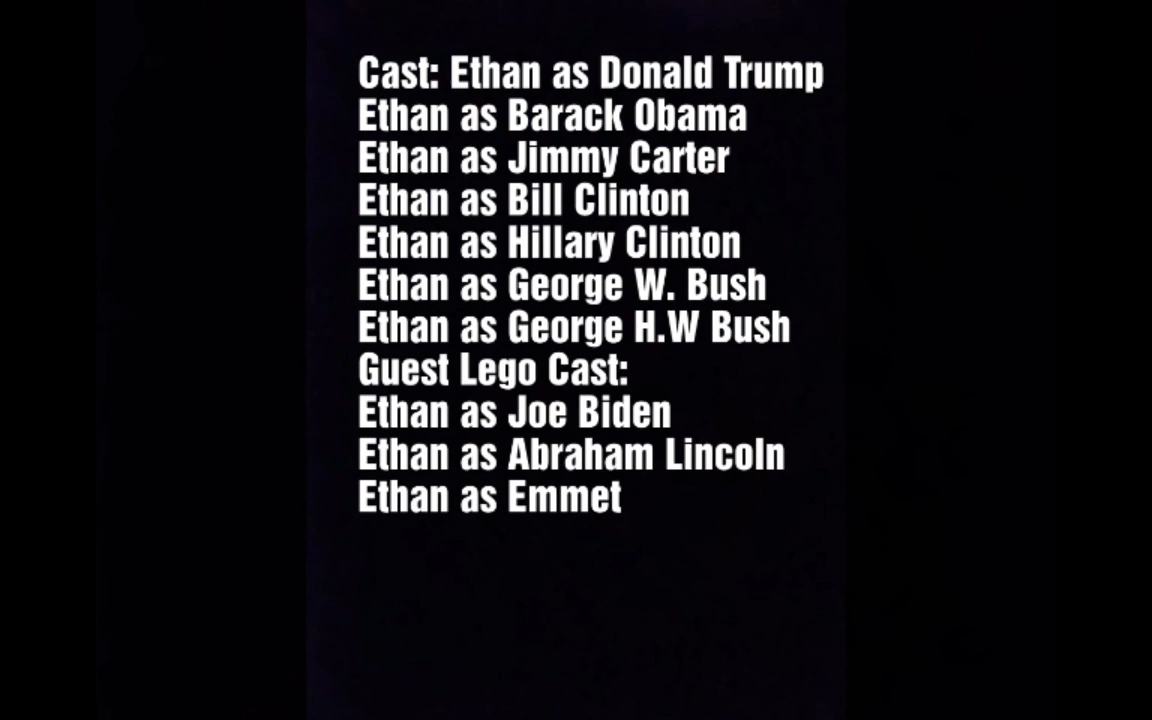 Cast: Ethan as Donald Trump
Ethan as Barack Obama
Ethan as Jimmy Carter
Ethan as Bill Clinton
Ethan as Hillary Clinton
Ethan as George W. Bush
Ethan as George H.W Bush
Guest Lego Cast:
Ethan as Joe Biden
Ethan as Abraham Lincoln
Ethan as Emmet